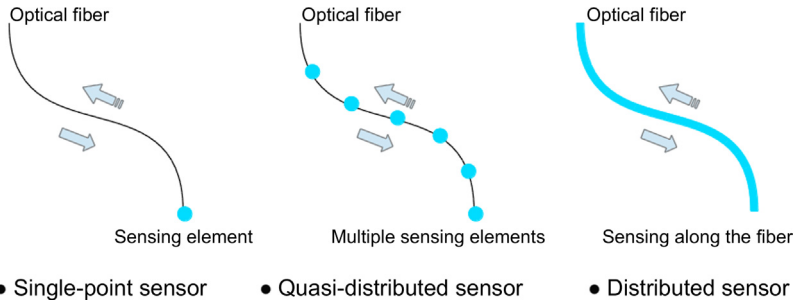 Optical fiber
Optical fiber
Optical fiber
Sensing element
Multiple sensing elements
Sensing along the fiber
● Single-point sensor
● Quasi-distributed sensor
● Distributed sensor